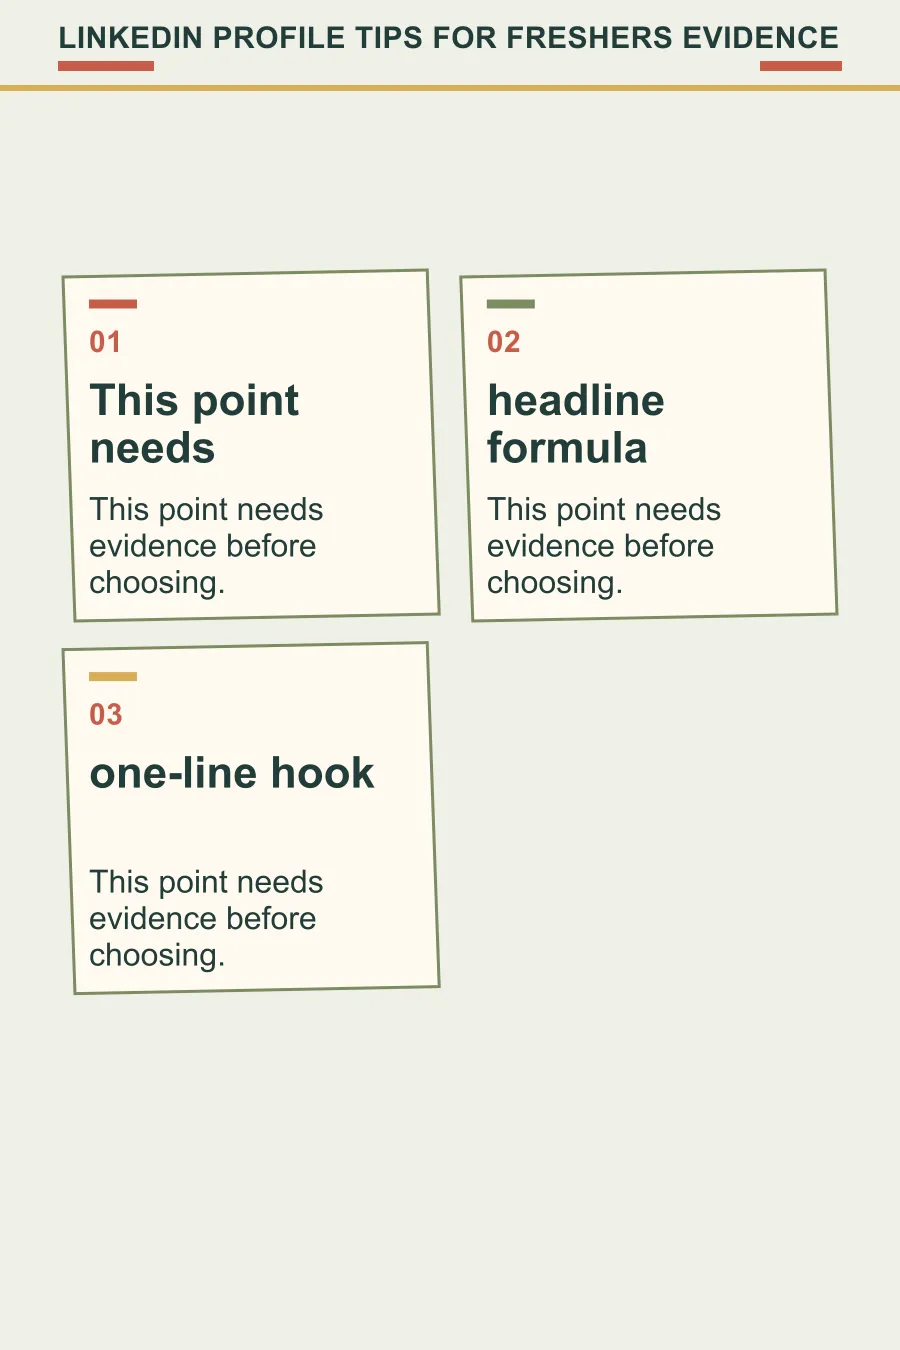 LINKEDIN PROFILE TIPS FOR FRESHERS EVIDENCE
01
This point
needs
This point needs
evidence before
choosing.
02
headline
formula
This point needs
evidence before
choosing.
03
one-line hook
This point needs
evidence before
choosing.